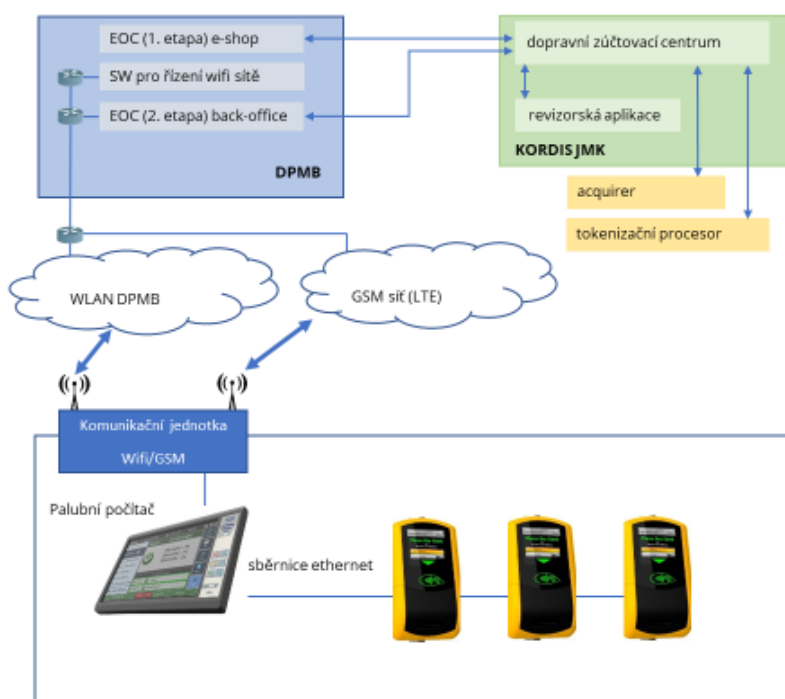 EOC (1. etapa) e-shop
SW pro řízení wifi sítě
EOC (2. etapa) back-office
DPMB
dopravní zúčtovací centrum
revizorská aplikace
KORDIS JMK
acquirer
tokenizační procesor
WLAN DPMB
GSM síť (LTE)
Komunikační jednotka
Wifi/GSM
Palubní počítač
sběrnice ethernet